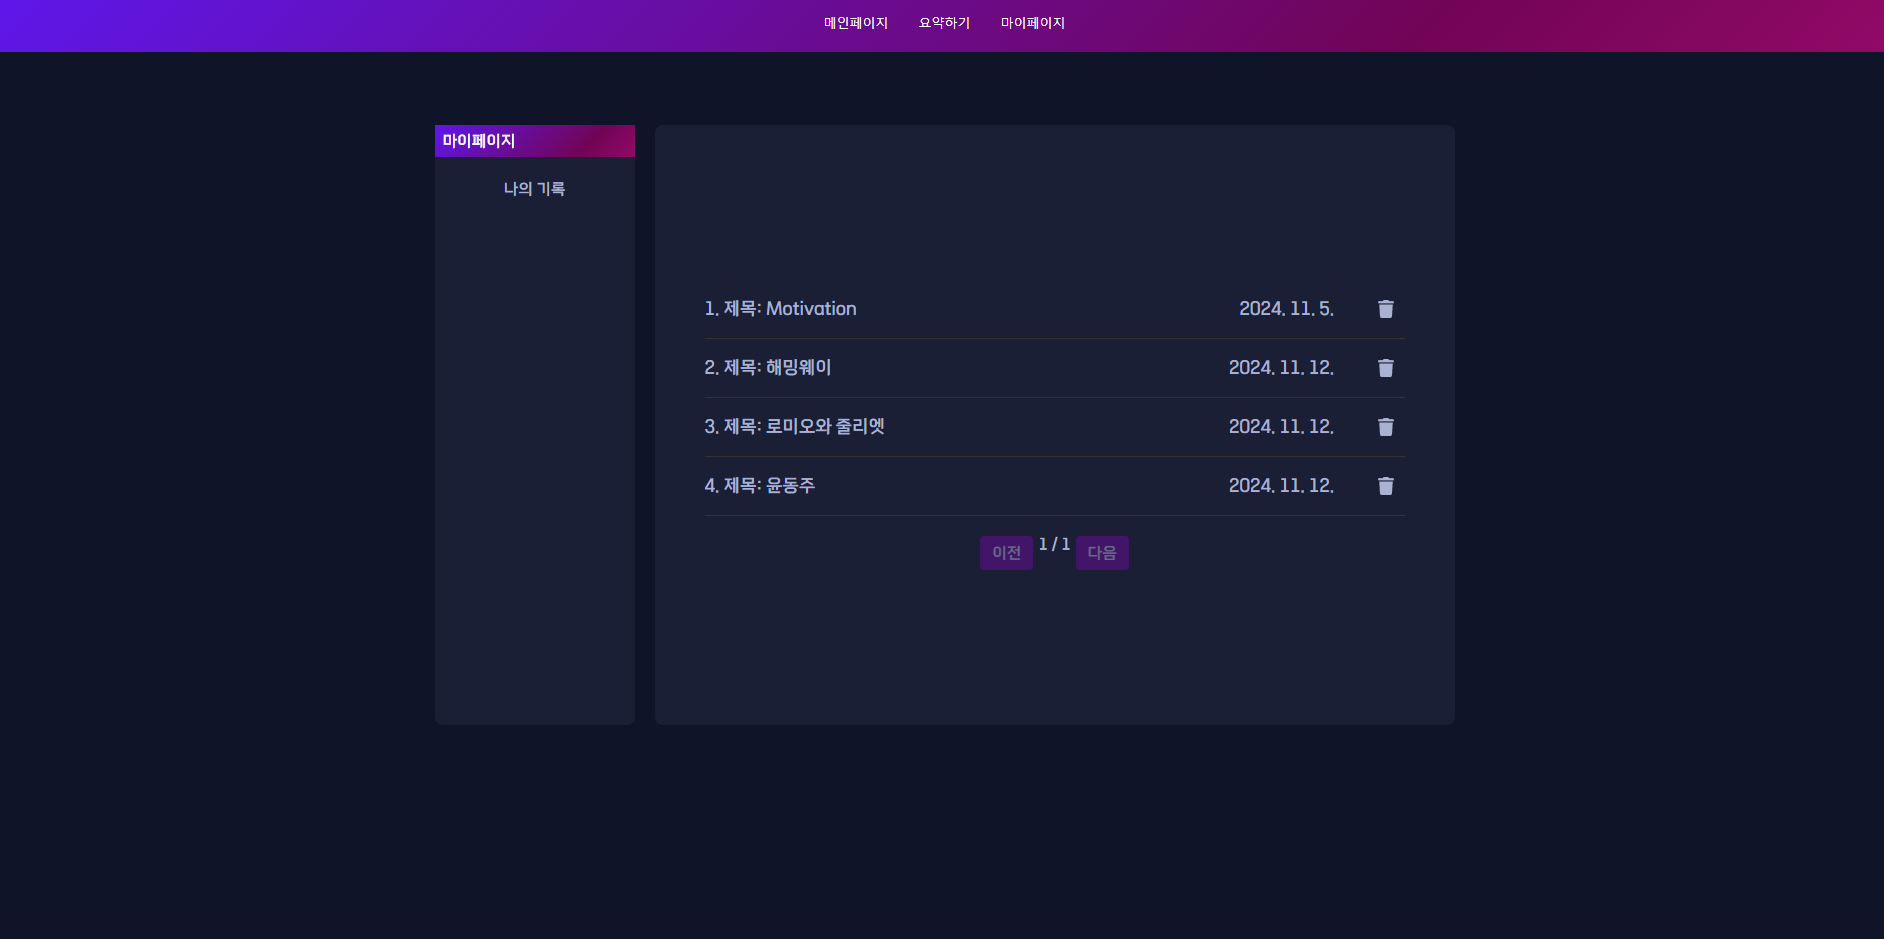 메인페이지 요약하기 마이페이지
마이페이지
나의 기록
1. 제목: Motivation 2024. 11. 5.
2. 제목: 해밍웨이 2024. 11. 12.
3. 제목: 로미오와 줄리엣 2024. 11. 12.
4. 제목: 윤동주 2024. 11. 12.
이전 1 / 1 다음